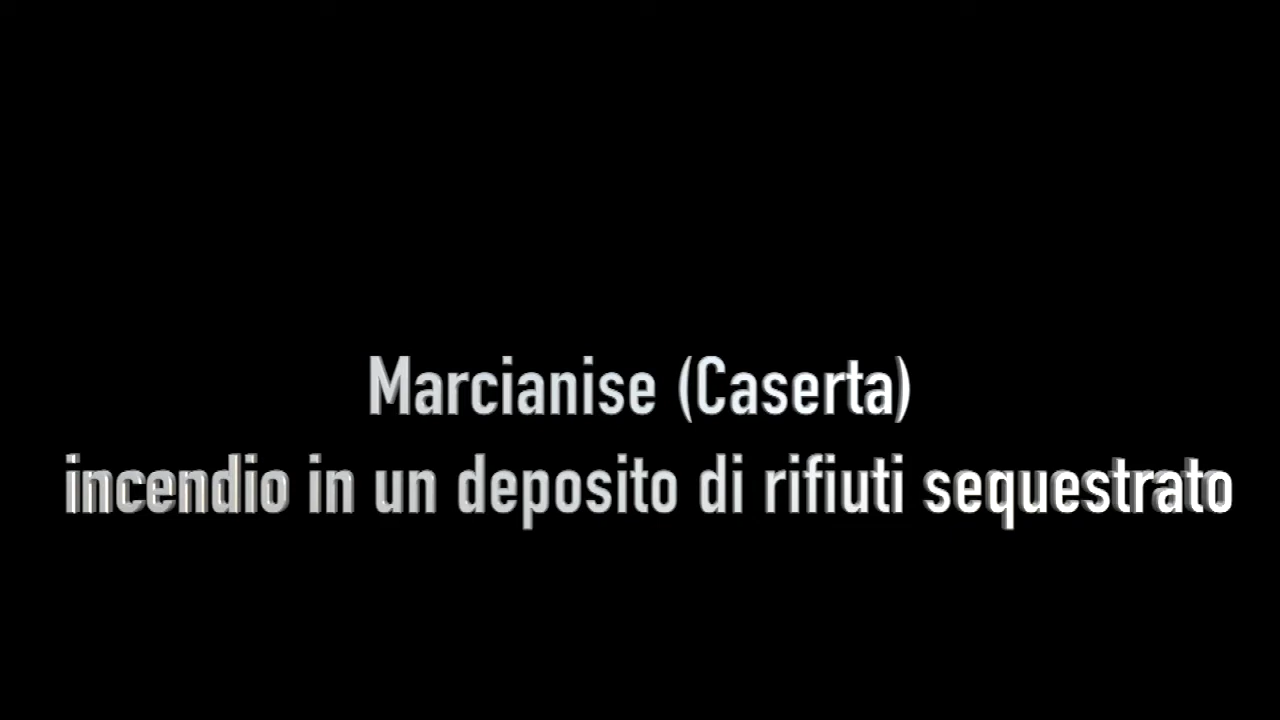 Marcianise (Caserta)
incendio in un deposito di rifiuti sequestrato